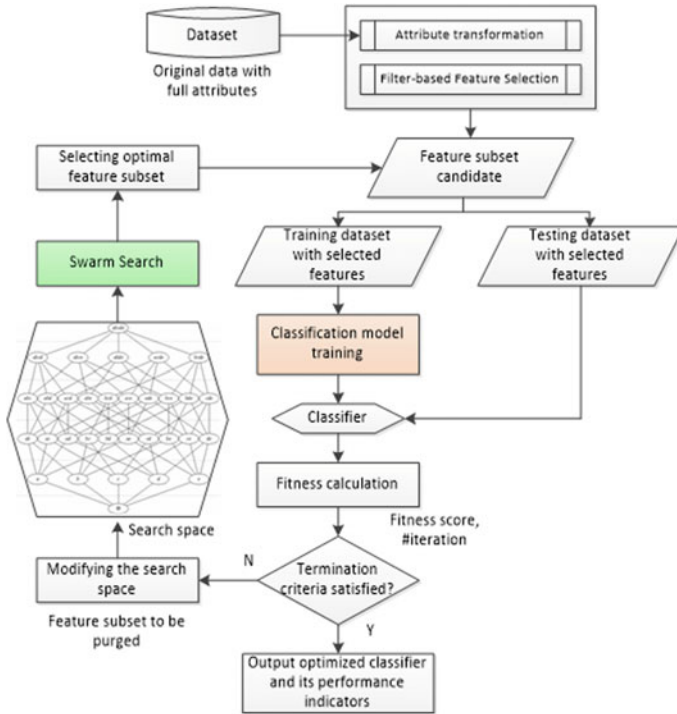 Dataset
Attribute transformation
Original data with
full attributes
Filter-based Feature Selection
Selecting optimal
feature subset
Feature subset
candidate
Training dataset
with selected
features
Testing dataset
with selected
features
Swarm Search
Classification model
training
Classifier
Fitness calculation
Search space
Fitness score,
#iteration
Modifying the search
space
N
Termination
criteria satisfied?
Feature subset to be
purged
Y
Output optimized classifier
and its performance
indicators